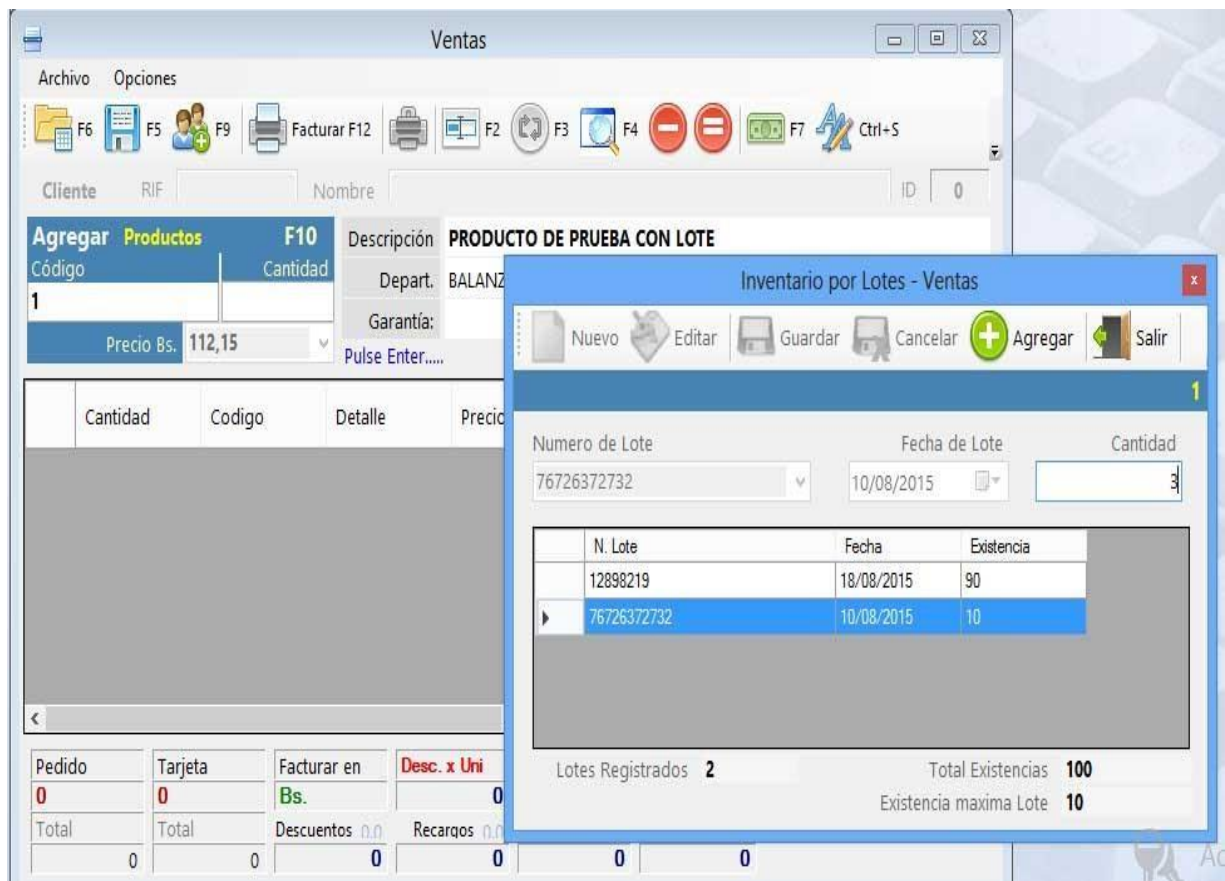 Ventas
Archivo Opciones
F6 F5 F9 Facturar F12 F2 F3 F4 F7 Ctrl+S
Cliente RIF Nombre ID 0
Agregar Productos F10
Código Cantidad
1
Precio Bs. 112,15
Descripción PRODUCTO DE PRUEBA CON LOTE
Depart.
Garantía:
Pulse Enter.....
Cantidad Codigo Detalle
Inventario por Lotes - Ventas
Nuevo Editar Guardar Cancelar Agregar Salir
1
Numero de Lote Fecha de Lote Cantidad
76726372732 10/08/2015 3
N. Lote Fecha Existencia
12898219 18/08/2015 90
76726372732 10/08/2015 10
Lotes Registrados 2 Total Existencias 100
Existencia maxima Lote 10
Pedido Tarjeta Facturar en Desc. x Uni
0 0 Bs. 0
Total Total Descuentos 0.0 Recargos
0 0 0 0 0 0